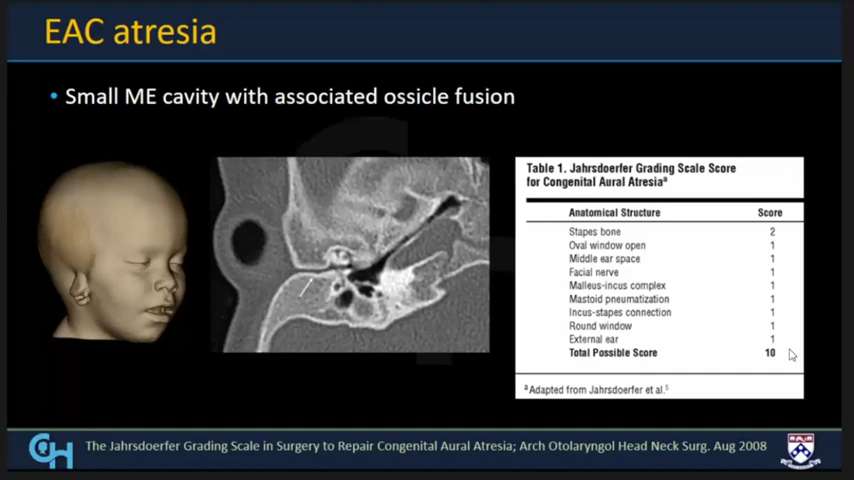 EAC atresia
• Small ME cavity with associated ossicle fusion
Table 1. Jahrsdoerfer Grading Scale Score
for Congenital Aural Atresiaa
Anatomical Structure Score
Stapes bone 2
Oval window open 1
Middle ear space 1
Facial nerve 1
Malleus-incus complex 1
Mastoid pneumatization 1
Incus-stapes connection 1
Round window 1
External ear 1
Total Possible Score 10
aAdapted from Jahrsdoerfer et al.5
CH
The Jahrsdoerfer Grading Scale in Surgery to Repair Congenital Aural Atresia; Arch Otolaryngol Head Neck Surg. Aug 2008